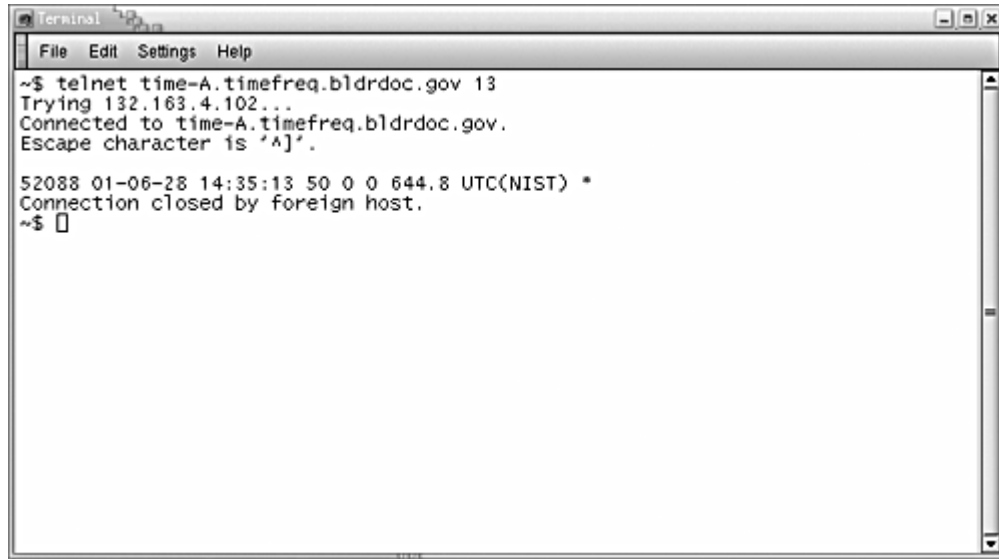 Terminal
File Edit Settings Help
~$ telnet time-A.timefreq.bldrdoc.gov 13
Trying 132.163.4.102...
Connected to time-A.timefreq.bldrdoc.gov.
Escape character is '^]'.
52088 01-06-28 14:35:13 50 0 0 644.8 UTC(NIST) *
Connection closed by foreign host.
~$